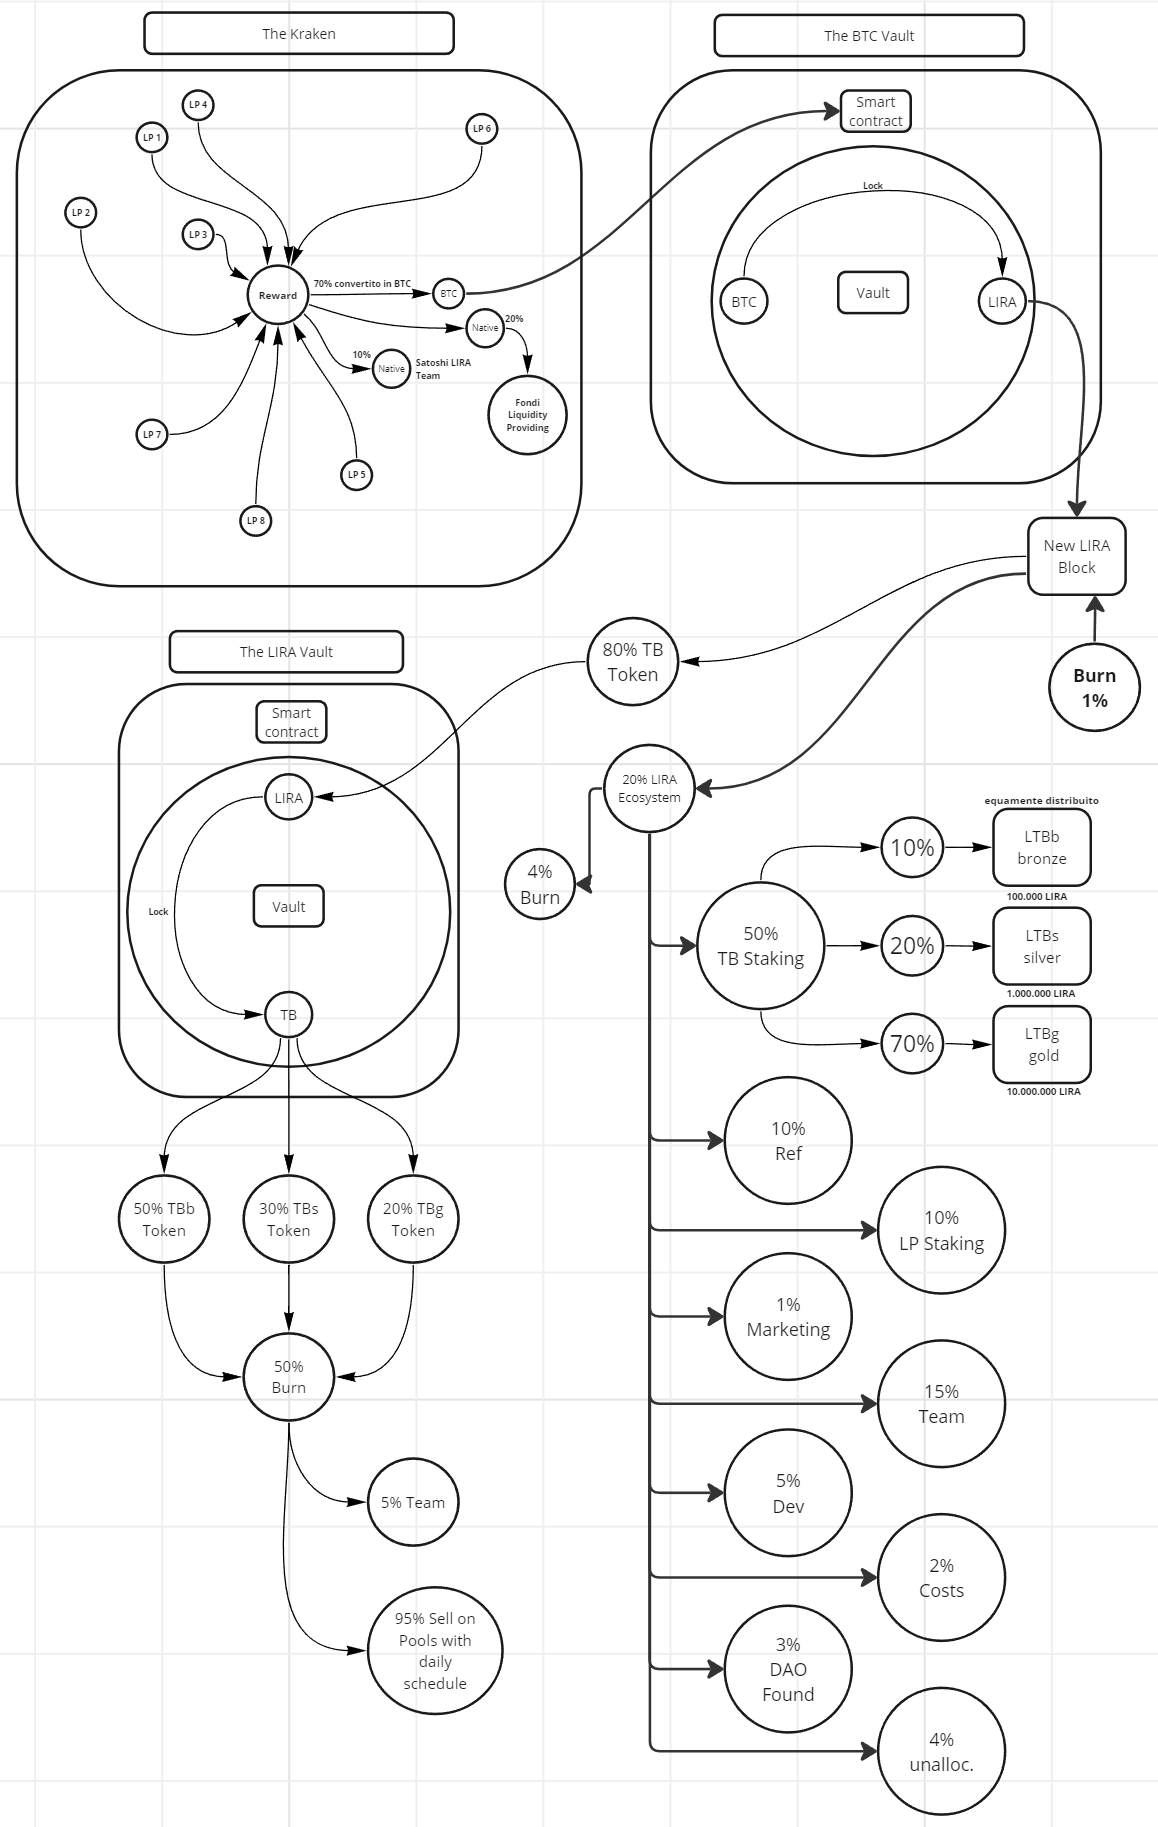 The Kraken
The BTC Vault
LP 4
LP 1
LP 6
LP 2
LP 3
Reward
70% convertito in BTC
BTC
Native
20%
10%
Native
Satoshi LIRA
Team
Fondi
Liquidity
Providing
LP 7
LP 5
LP 8
Smart
contract
Lock
BTC
Vault
LIRA
New LIRA
Block
Burn
1%
80% TB
Token
The LIRA Vault
Smart
contract
LIRA
Lock
Vault
TB
20% LIRA
Ecosystem
4%
Burn
50%
TB Staking
equamente distribuito
10%
LTBb
bronze
100.000 LIRA
20%
LTBs
silver
1.000.000 LIRA
70%
LTBg
gold
10.000.000 LIRA
50% TBb
Token
30% TBs
Token
20% TBg
Token
50%
Burn
5% Team
95% Sell on
Pools with
daily
schedule
10%
Ref
10%
LP Staking
1%
Marketing
15%
Team
5%
Dev
2%
Costs
3%
DAO
Found
4%
unalloc.